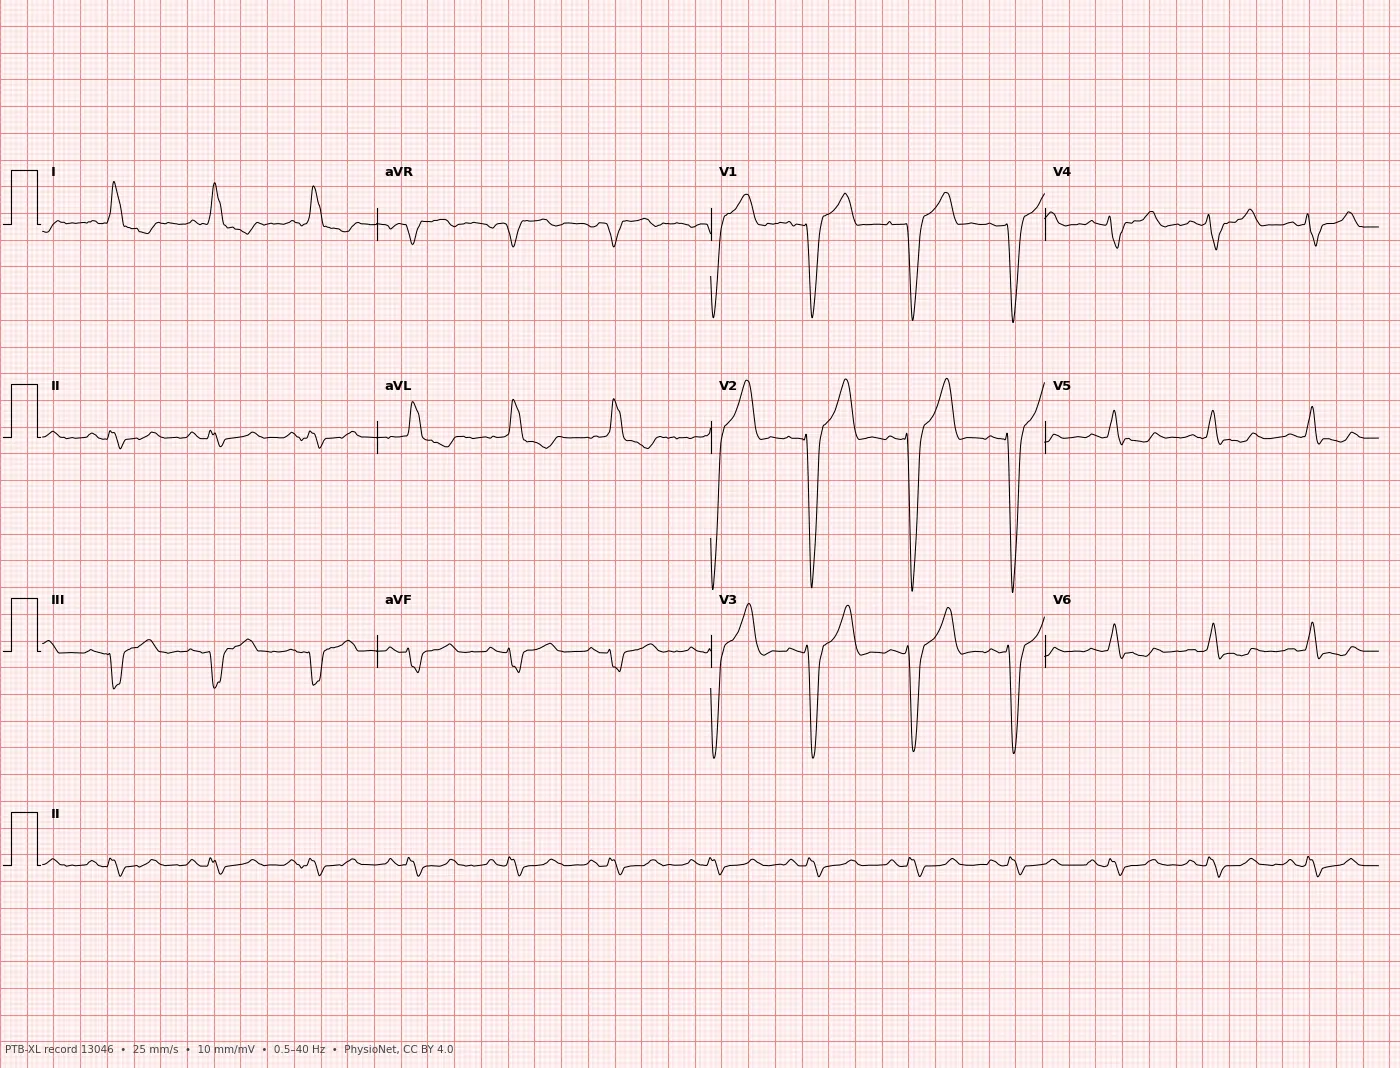 I aVR V1 V4
II aVL V2 V5
III aVF V3 V6
II
PTB-XL record 13046 • 25 mm/s • 10 mm/mV • 0.5–40 Hz • PhysioNet, CC BY 4.0